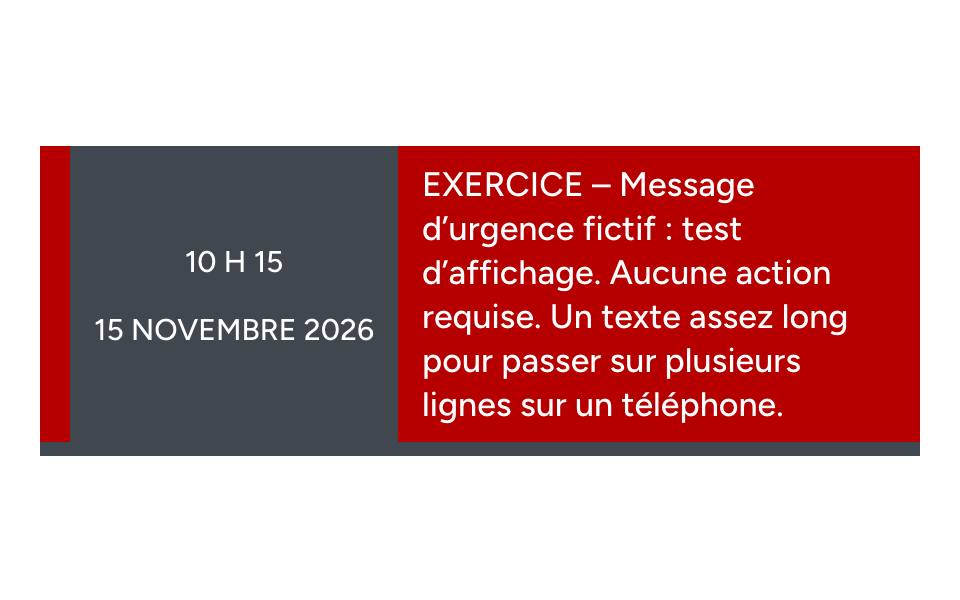 10 H 15
15 NOVEMBRE 2026
EXERCICE – Message
d’urgence fictif : test
d’affichage. Aucune action
requise. Un texte assez long
pour passer sur plusieurs
lignes sur un téléphone.